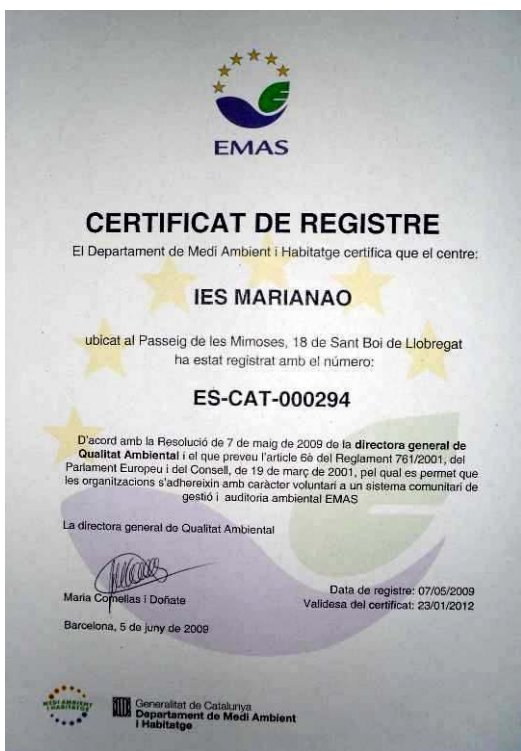 EMAS
CERTIFICAT DE REGISTRE
El Departament de Medi Ambient i Habitatge certifica que el centre:
IES MARIANAO
ubicat al Passeig de les Mimoses, 18 de Sant Boi de Llobregat
ha estat registrat amb el número:
ES-CAT-000294
D'acord amb la Resolució de 7 de maig de 2009 de la directora general de
Qualitat Ambiental i el que preveu l'article 6è del Reglament 761/2001, del
Parlament Europeu i del Consell, de 19 de març de 2001, pel qual es permet que
les organitzacions s'adhereixin amb caràcter voluntari a un sistema comunitari de
gestió i auditoria ambiental EMAS
La directora general de Qualitat Ambiental
Maria Comellas i Doñate
Data de registre: 07/05/2009
Validesa del certificat: 23/01/2012
Barcelona, 5 de juny de 2009
MEDI AMBIENT
I HABITATGE
Generalitat de Catalunya
Departament de Medi Ambient
i Habitatge